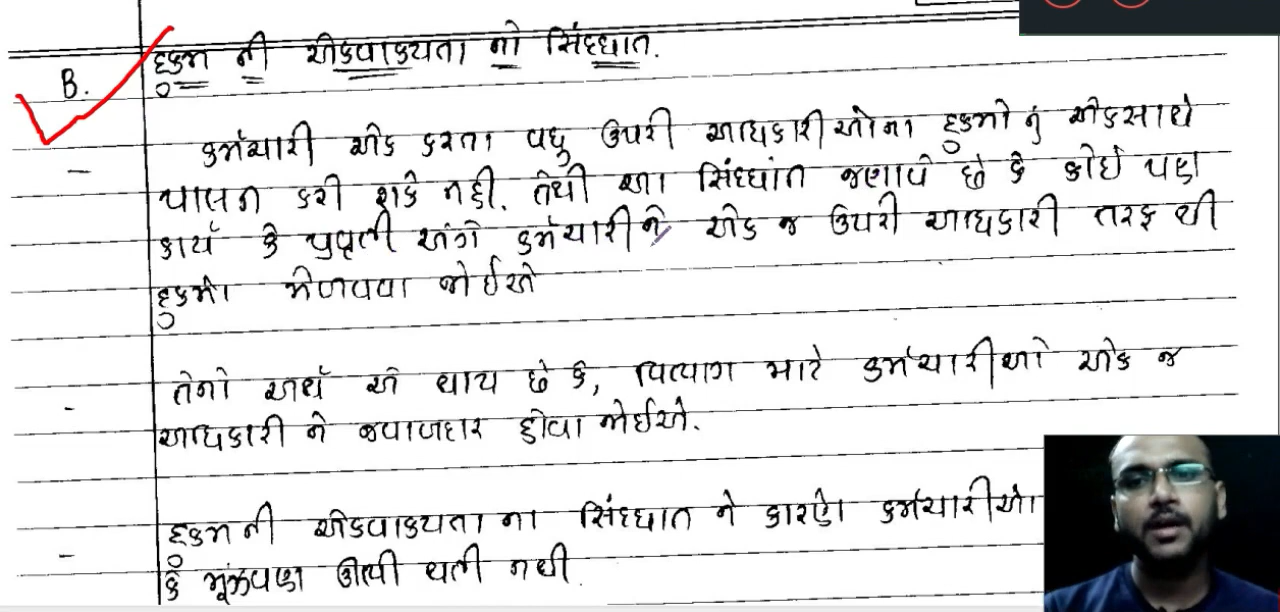 B. હુકમ ની એકવાક્યતા નો સિંદ્ધાત.
કર્મચારી એક કરતા વધુ ઉપરી અધિકારીઓના હુકમો નું એકસાથે
પાલન કરી શકે નહી. તેથી આ સિંદ્ધાંત જણાવે છે કે કોઈ પણ
કાર્ય કે પ્રવૃતી અંગે કર્મચારીને એક જ ઉપરી અધિકારી તરફ થી
હુકમો મેળવવા જોઈએ
તેનો અર્થ એ થાય છે કે, માટે કર્મચારીઓ એક જ
અધિકારી ને જવાબદાર હોવા જોઈએ.
હુકમ ની એકવાક્યતા ના સિંદ્ધાત ને કારણે કર્મચારીઓ
કે મૂંઝવણ ઊભી થતી નથી.